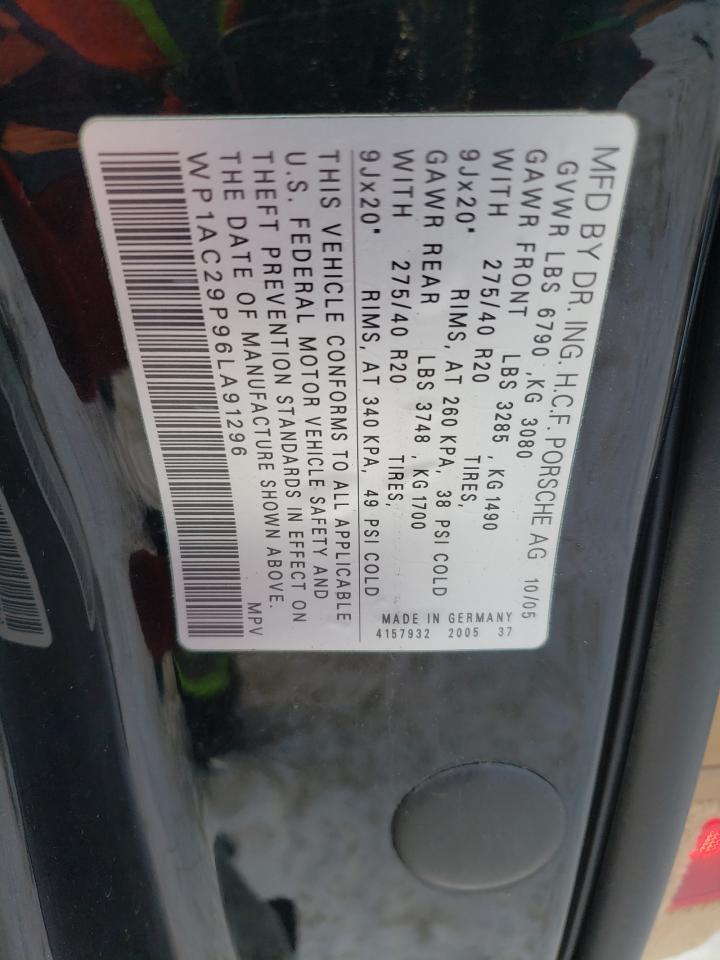 MFD BY DR. ING. H.C.F. PORSCHE AG 10/05
GVWR LBS 6790 ,KG 3080
GAWR FRONT LBS 3285 , KG 1490
WITH 275/40 R20 TIRES,
9Jx20" RIMS, AT 260 KPA, 38 PSI COLD
GAWR REAR LBS 3748 , KG 1700
WITH 275/40 R20 TIRES,
9Jx20" RIMS, AT 340 KPA, 49 PSI COLD
MADE IN GERMANY
4157932 2005 37
THIS VEHICLE CONFORMS TO ALL APPLICABLE
U.S. FEDERAL MOTOR VEHICLE SAFETY AND
THEFT PREVENTION STANDARDS IN EFFECT ON
THE DATE OF MANUFACTURE SHOWN ABOVE.
WP1AC29P96LA91296 MPV